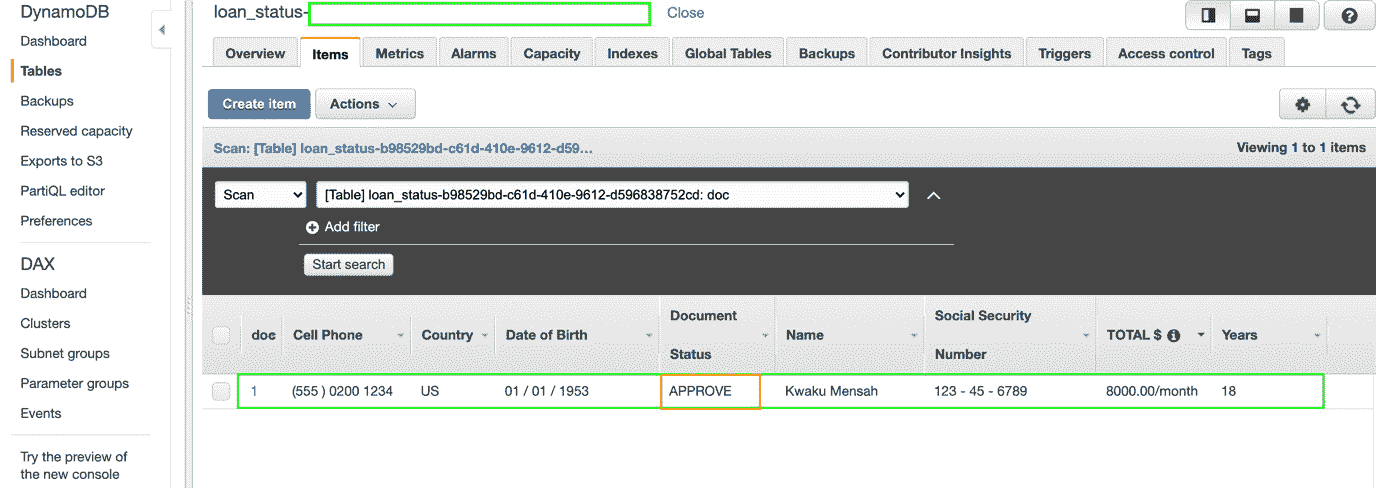 DynamoDB
Dashboard
Tables
Backups
Reserved capacity
Exports to S3
PartiQL editor
Preferences
DAX
Dashboard
Clusters
Subnet groups
Parameter groups
Events
Try the preview of
the new console
loan_status- Close
Overview Items Metrics Alarms Capacity Indexes Global Tables Backups Contributor Insights Triggers Access control Tags
Create item Actions
Scan: [Table] loan_status-b98529bd-c61d-410e-9612-d59... Viewing 1 to 1 items
Scan [Table] loan_status-b98529bd-c61d-410e-9612-d596838752cd: doc
Add filter
Start search
doc Cell Phone Country Date of Birth Document Status Name Social Security Number TOTAL $ Years
1 (555 ) 0200 1234 US 01 / 01 / 1953 APPROVE Kwaku Mensah 123 - 45 - 6789 8000.00/month 18